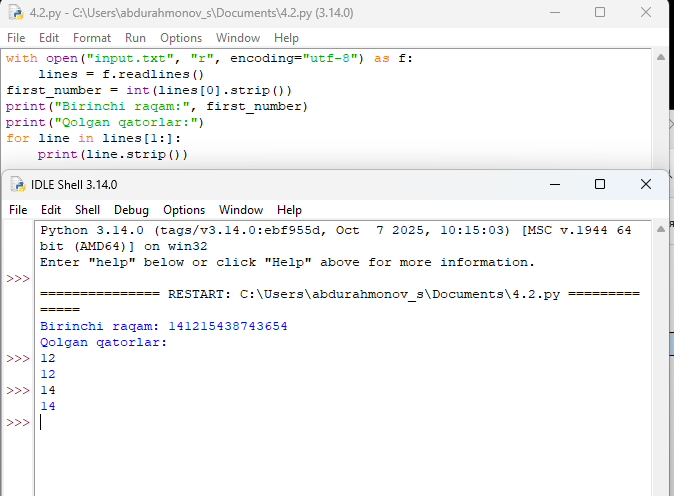 4.2.py - C:\Users\abdurahmonov_s\Documents\4.2.py (3.14.0)
File Edit Format Run Options Window Help
with open("input.txt", "r", encoding="utf-8") as f:
    lines = f.readlines()
first_number = int(lines[0].strip())
print("Birinchi raqam:", first_number)
print("Qolgan qatorlar:")
for line in lines[1:]:
    print(line.strip())
IDLE Shell 3.14.0
File Edit Shell Debug Options Window Help
Python 3.14.0 (tags/v3.14.0:ebf955d, Oct  7 2025, 10:15:03) [MSC v.1944 64
bit (AMD64)] on win32
Enter "help" below or click "Help" above for more information.
>>>
=============== RESTART: C:\Users\abdurahmonov_s\Documents\4.2.py =========
=====
Birinchi raqam: 141215438743654
Qolgan qatorlar:
>>> 12
12
>>> 14
14
>>>